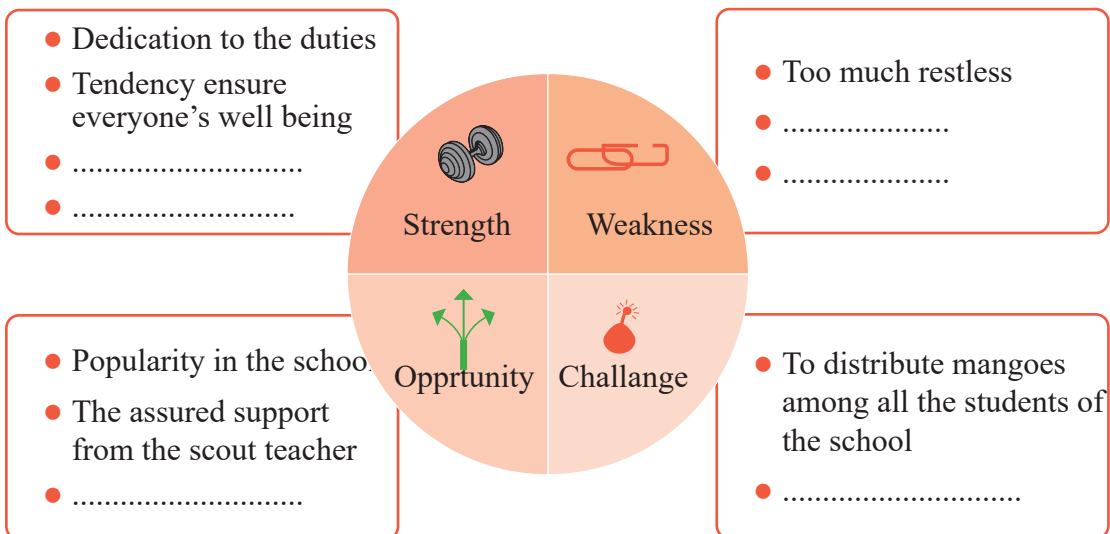 Dedication to the duties
Tendency ensure
everyone's well being
..............................
.............................
Too much restless
.....................
.....................
Strength
Weakness
Opprtunity
Challange
Popularity in the school
The assured support
from the scout teacher
..............................
To distribute mangoes
among all the students of
the school
...............................